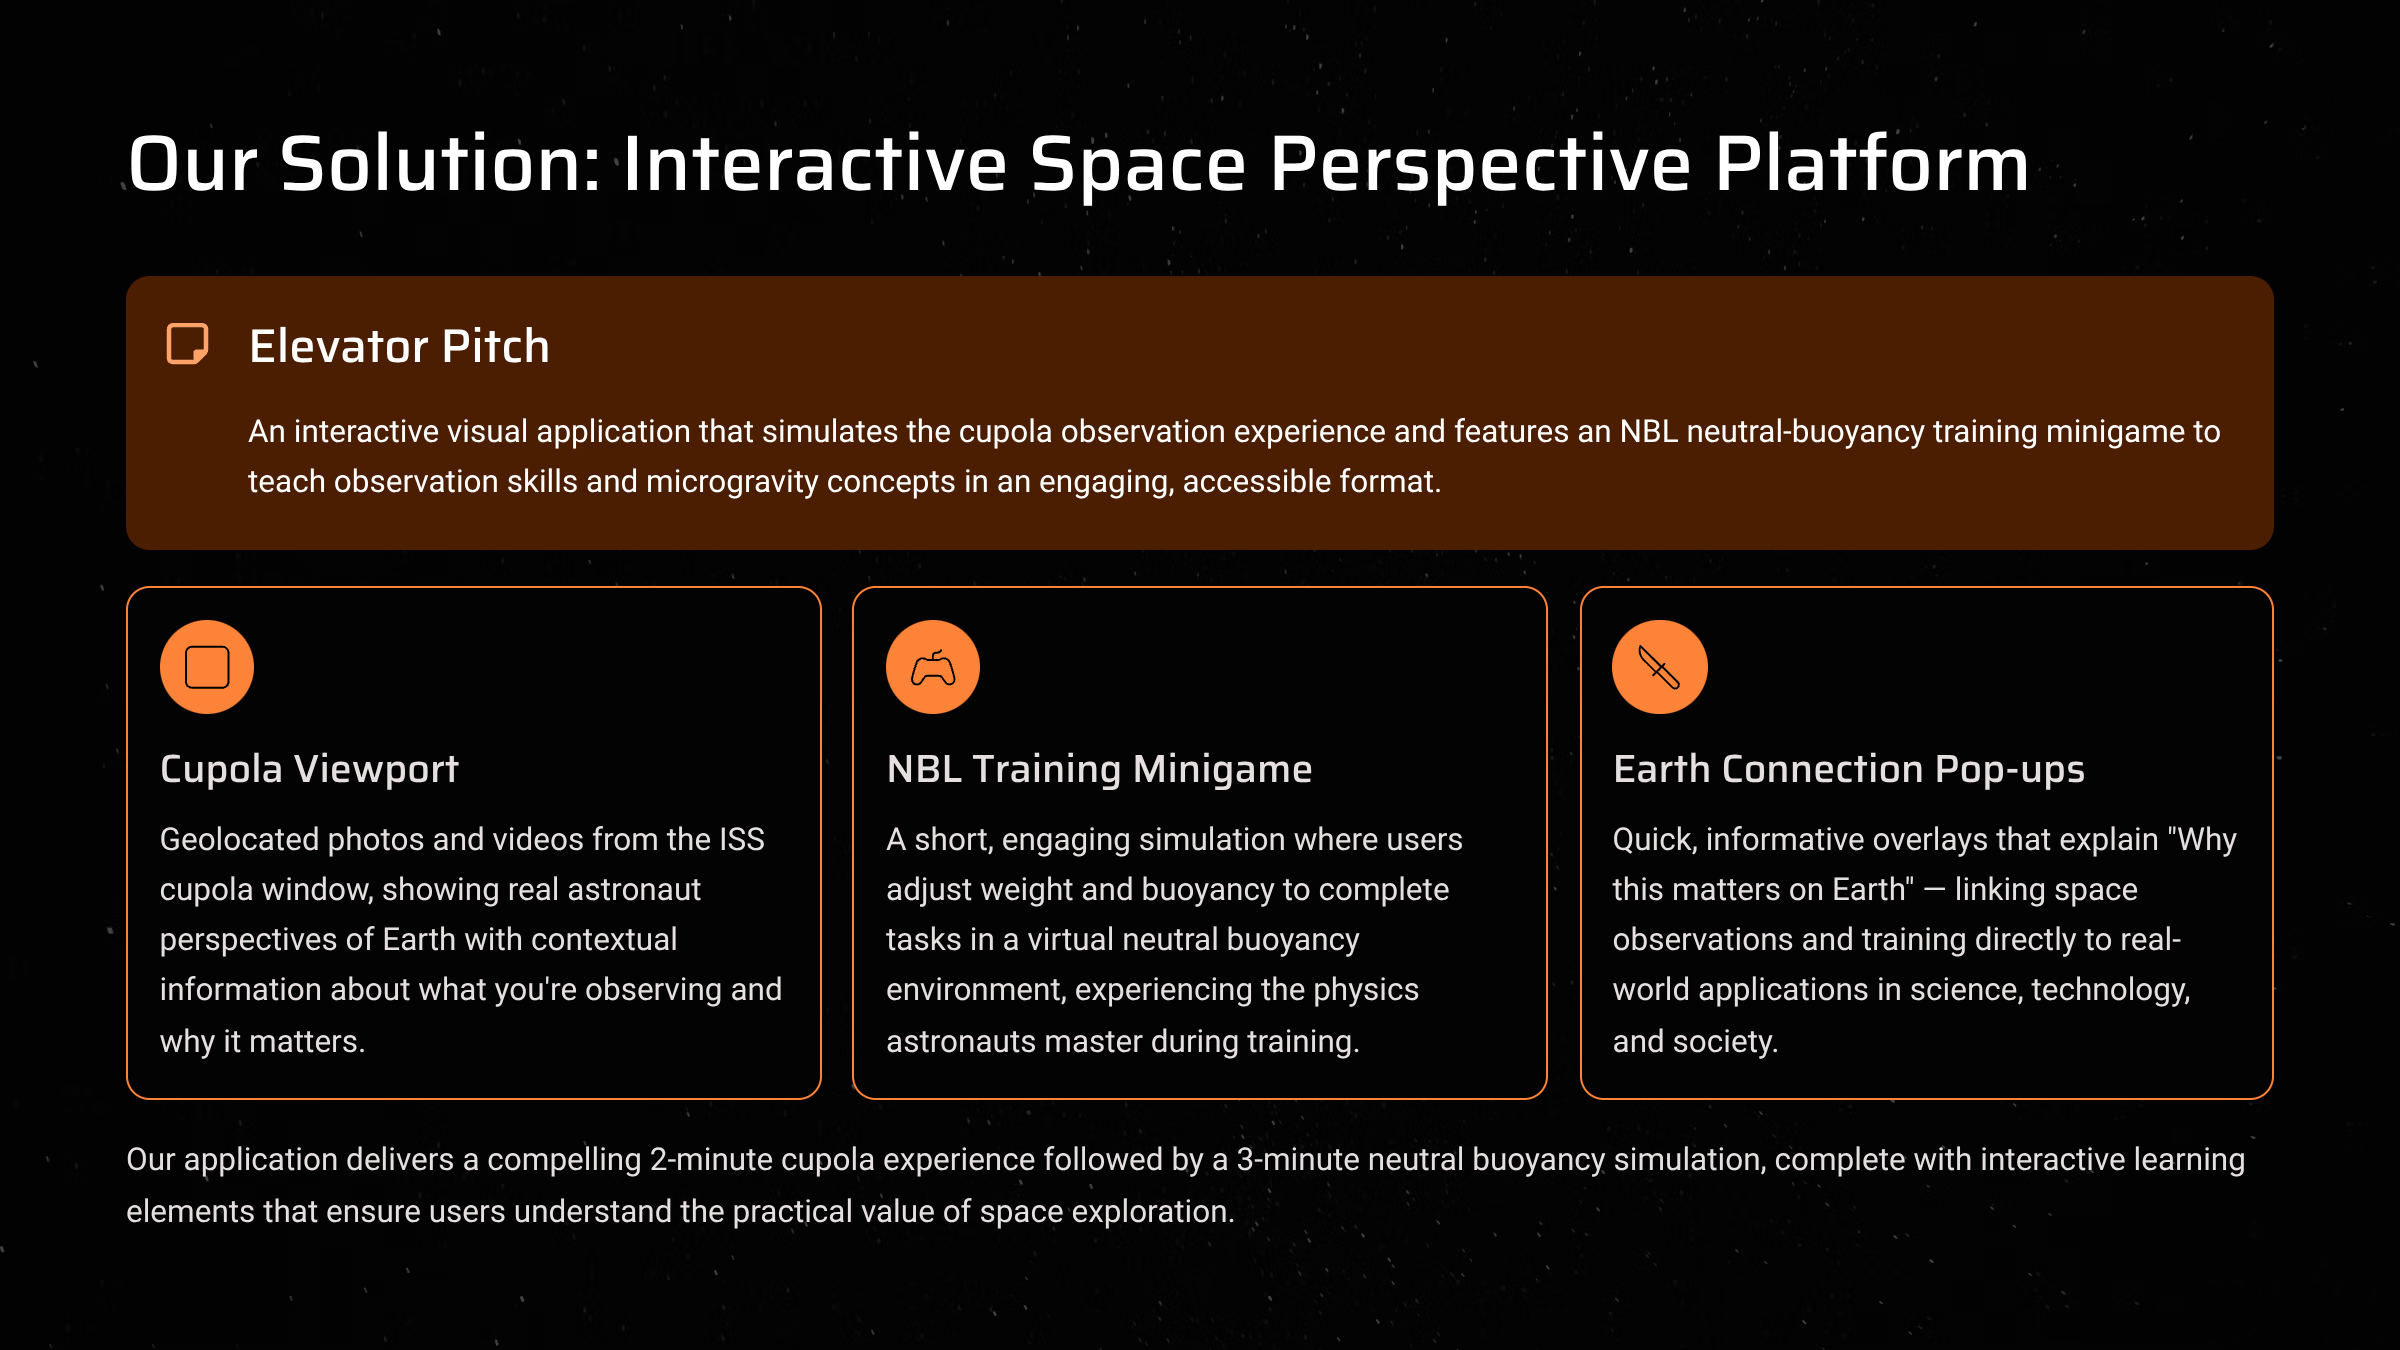 Our Solution: Interactive Space Perspective Platform
Elevator Pitch
An interactive visual application that simulates the cupola observation experience and features an NBL neutral-buoyancy training minigame to
teach observation skills and microgravity concepts in an engaging, accessible format.
Cupola Viewport
Geolocated photos and videos from the ISS
cupola window, showing real astronaut
perspectives of Earth with contextual
information about what you're observing and
why it matters.
NBL Training Minigame
A short, engaging simulation where users
adjust weight and buoyancy to complete
tasks in a virtual neutral buoyancy
environment, experiencing the physics
astronauts master during training.
Earth Connection Pop-ups
Quick, informative overlays that explain "Why
this matters on Earth" — linking space
observations and training directly to real-
world applications in science, technology,
and society.
Our application delivers a compelling 2-minute cupola experience followed by a 3-minute neutral buoyancy simulation, complete with interactive learning
elements that ensure users understand the practical value of space exploration.